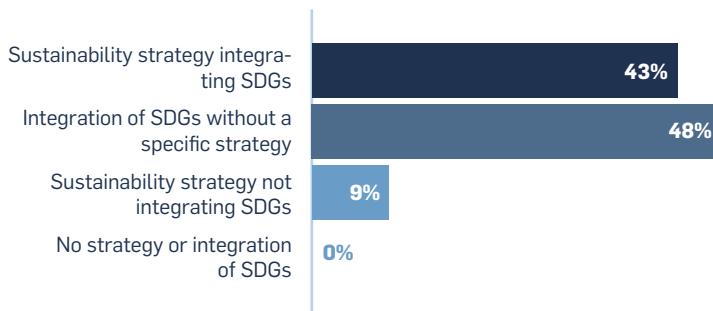 Sustainability strategy integra-
ting SDGs
43%
Integration of SDGs without a
specific strategy
48%
Sustainability strategy not
integrating SDGs
9%
No strategy or integration
of SDGs
0%